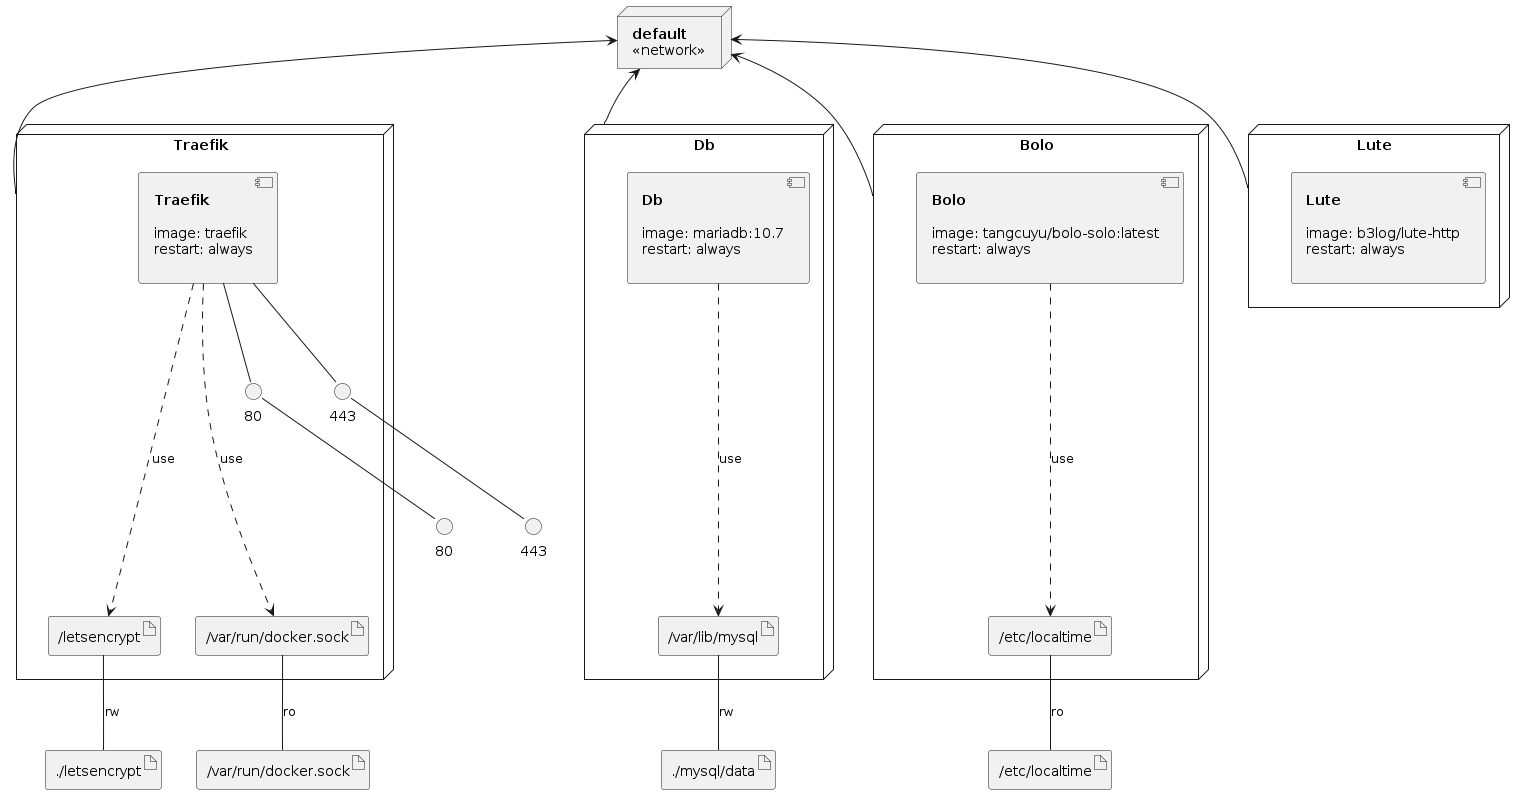 default
«network»
Traefik
Db
Bolo
Lute
Traefik
image: traefik
restart: always
Db
image: mariadb:10.7
restart: always
Bolo
image: tangcuyu/bolo-solo:latest
restart: always
Lute
image: b3log/lute-http
restart: always
80
443
use
use
use
use
80
443
/letsencrypt
/var/run/docker.sock
/var/lib/mysql
/etc/localtime
rw
ro
rw
ro
./letsencrypt
/var/run/docker.sock
./mysql/data
/etc/localtime